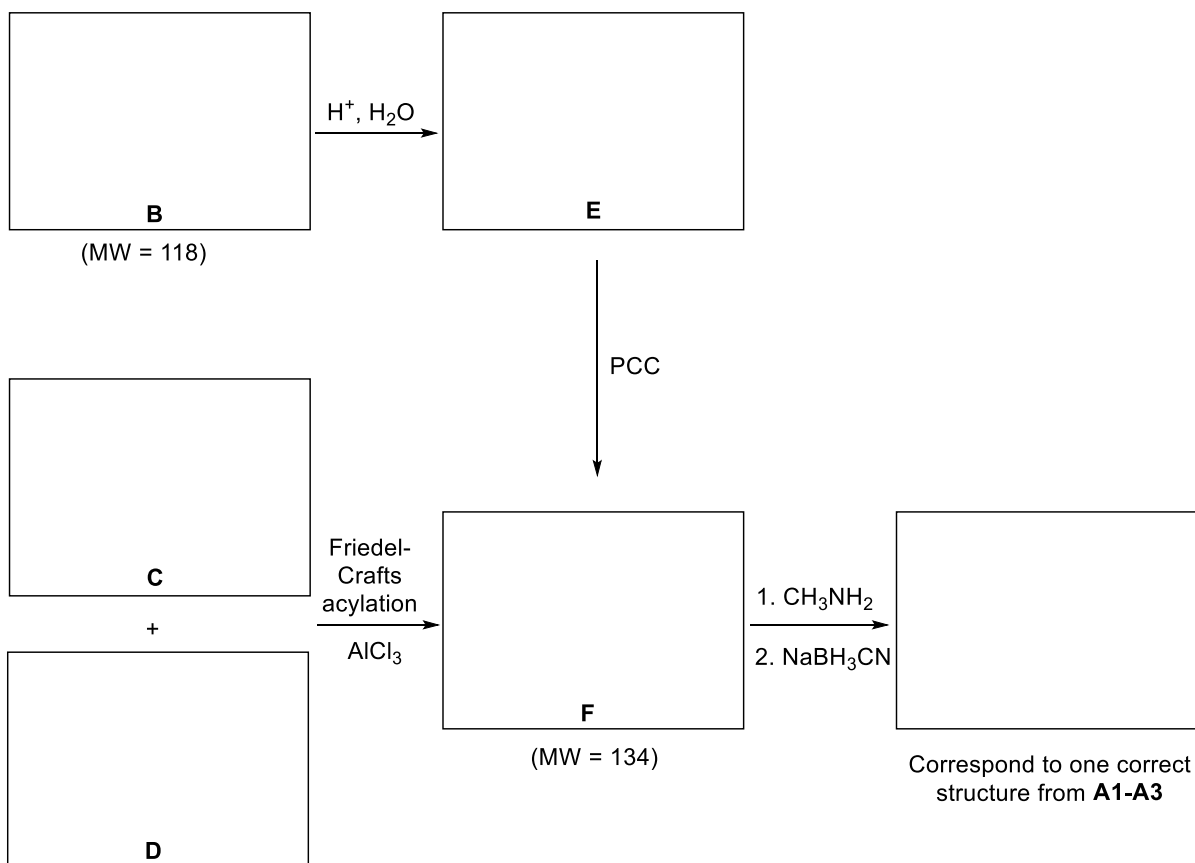 H⁺, H₂O
B
(MW = 118)
E
PCC
C
+
D
Friedel-
Crafts
acylation
AlCl₃
F
(MW = 134)
1. CH₃NH₂
2. NaBH₃CN
Correspond to one correct
structure from A1-A3